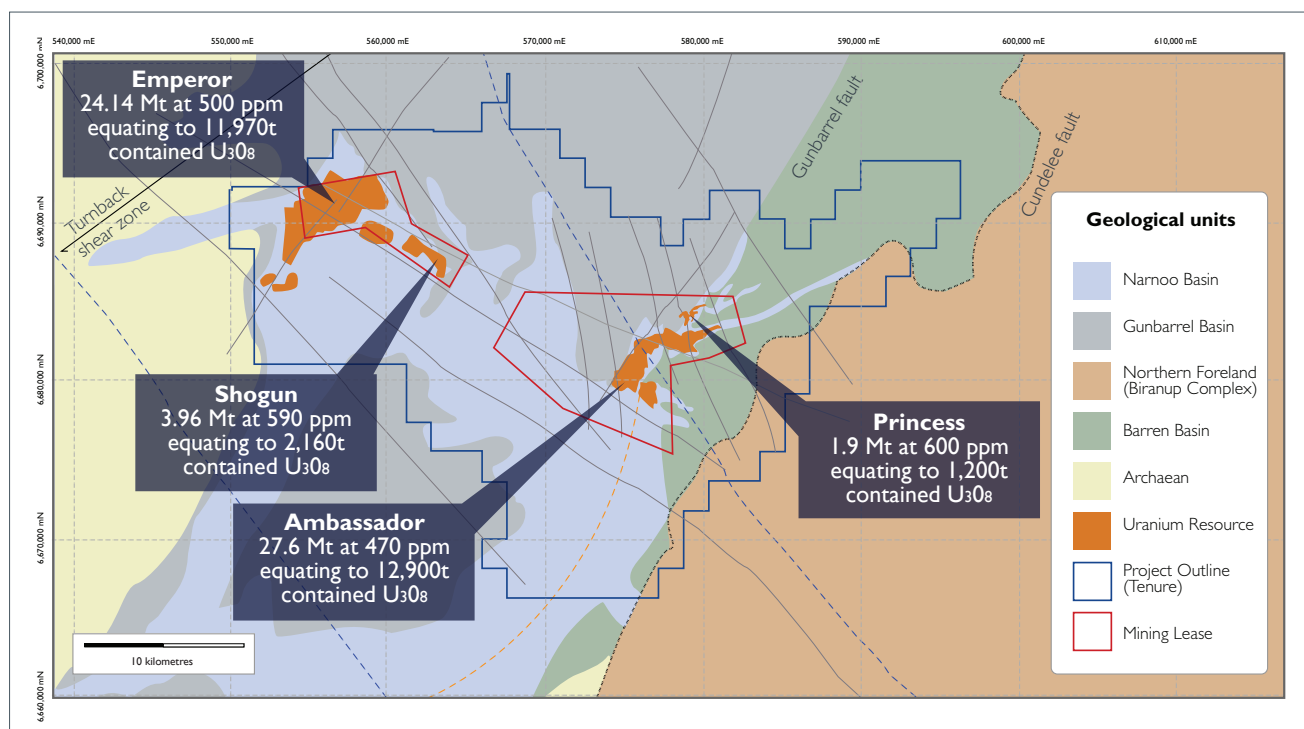 540,000 mE
550,000 mE
560,000 mE
570,000 mE
580,000 mE
590,000 mE
600,000 mE
610,000 mE
6,700,000 mN
6,690,000 mN
6,680,000 mN
6,670,000 mN
6,660,000 mN
Emperor
24.14 Mt at 500 ppm
equating to 11,970t
contained U3O8
Turnback
shear zone
Gunbarrel fault
Cundelee fault
Shogun
3.96 Mt at 590 ppm
equating to 2,160t
contained U3O8
Ambassador
27.6 Mt at 470 ppm
equating to 12,900t
contained U3O8
Princess
1.9 Mt at 600 ppm
equating to 1,200t
contained U3O8
Geological units
Narnoo Basin
Gunbarrel Basin
Northern Foreland
(Biranup Complex)
Barren Basin
Archaean
Uranium Resource
Project Outline
(Tenure)
Mining Lease
10 kilometres